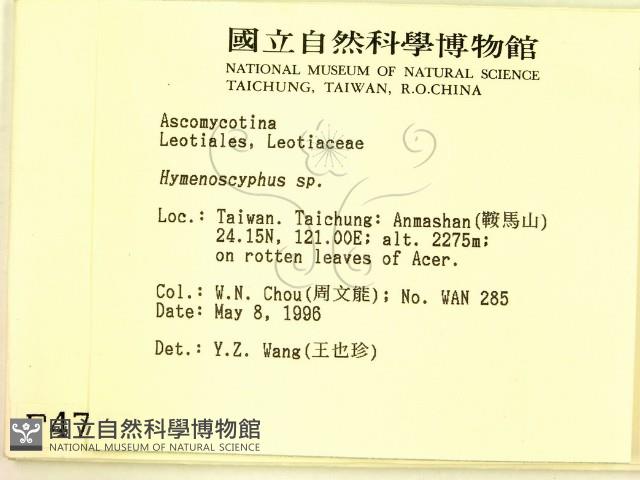 國立自然科學博物館
NATIONAL MUSEUM OF NATURAL SCIENCE
TAICHUNG, TAIWAN, R.O.CHINA
Ascomycotina
Leotiales, Leotiaceae
Hymenoscyphus sp.
Loc.: Taiwan. Taichung: Anmashan(鞍馬山)
24.15N, 121.00E; alt. 2275m;
on rotten leaves of Acer.
Col.: W.N. Chou(周文能); No. WAN 285
Date: May 8, 1996
Det.: Y.Z. Wang(王也珍)
國立自然科學博物館
NATIONAL MUSEUM OF NATURAL SCIENCE